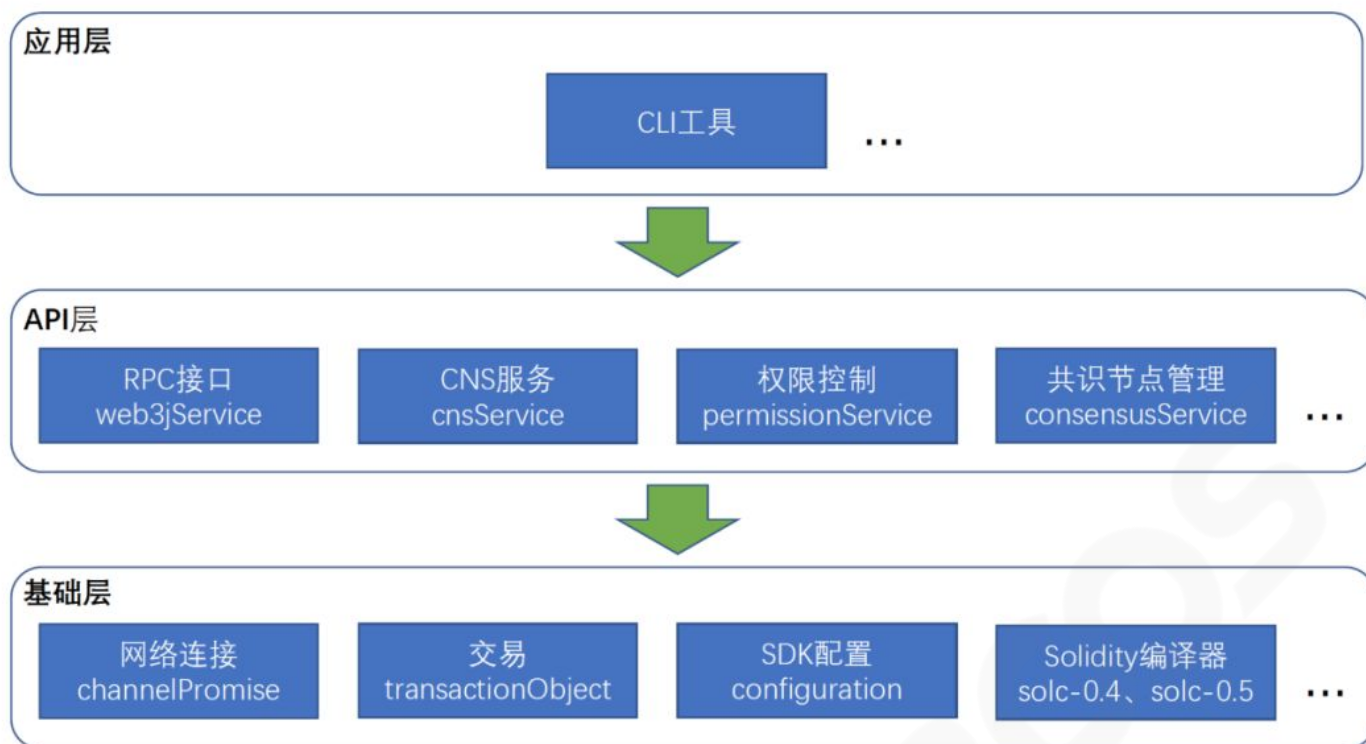 应用层
CLI工具
...
API层
RPC接口
web3jService
CNS服务
cnsService
权限控制
permissionService
共识节点管理
consensusService
...
基础层
网络连接
channelPromise
交易
transactionObject
SDK配置
configuration
Solidity编译器
solc-0.4、solc-0.5
...